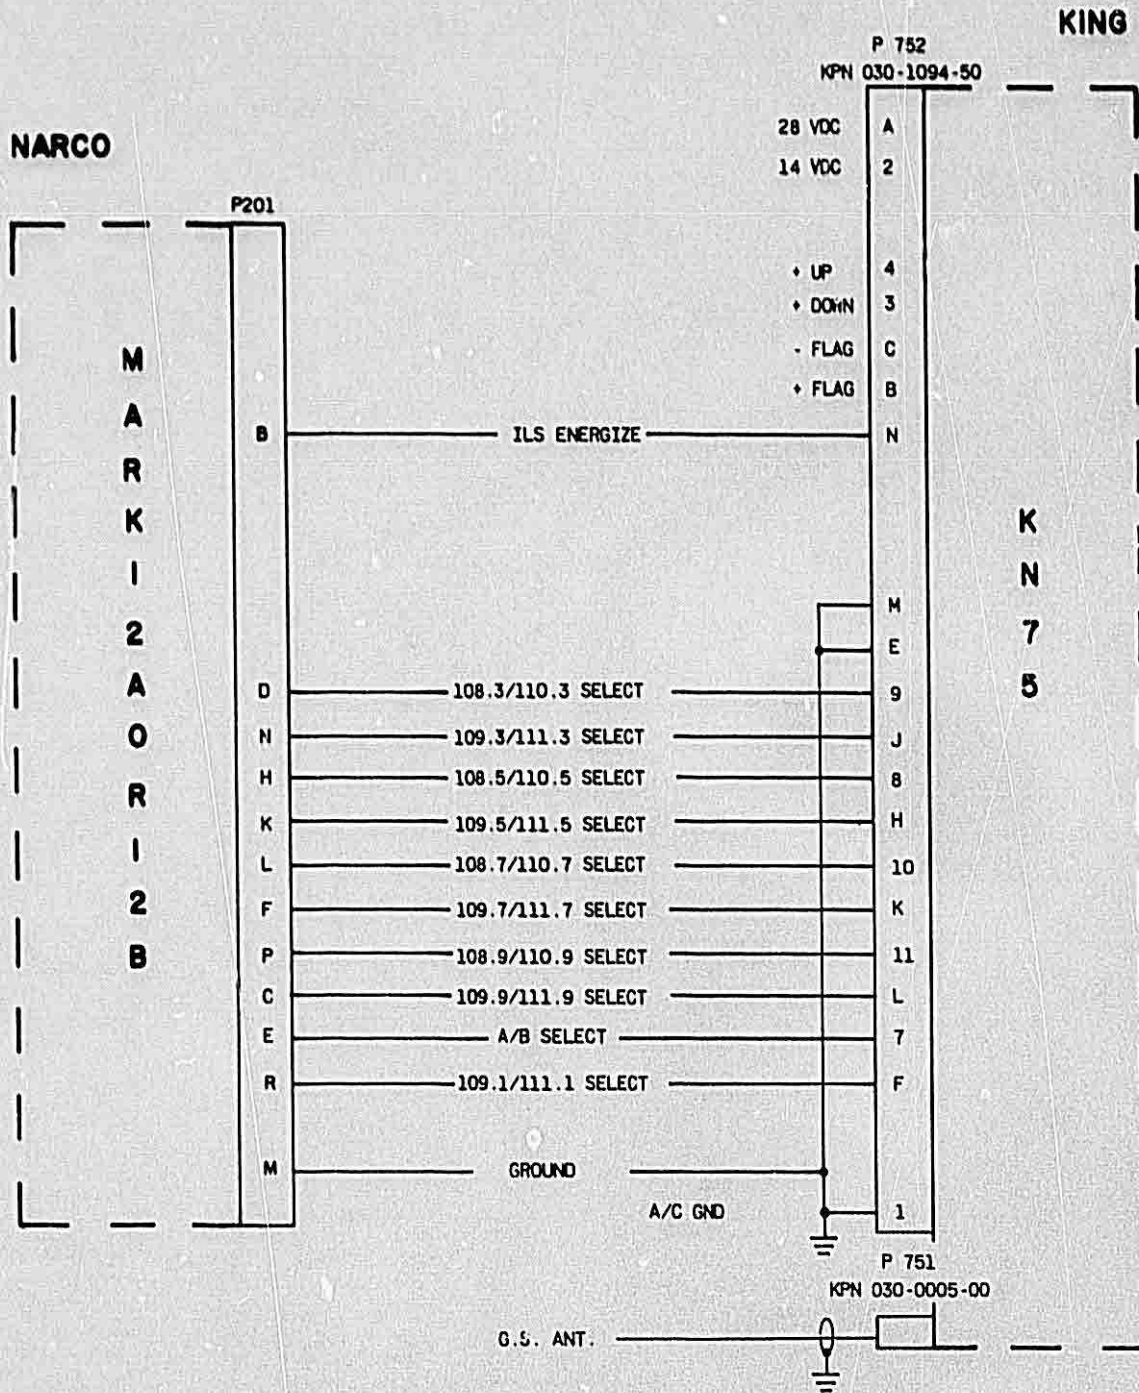 KING
P 752
KPN 030-1094-50
28 VDC A
14 VDC 2
NARCO
P201
+ UP 4
+ DOWN 3
- FLAG C
+ FLAG B
B ILS ENERGIZE N
MARK12AOR12B
KN75
M
E
D 108.3/110.3 SELECT 9
N 109.3/111.3 SELECT J
H 108.5/110.5 SELECT 8
K 109.5/111.5 SELECT H
L 108.7/110.7 SELECT 10
F 109.7/111.7 SELECT K
P 108.9/110.9 SELECT 11
C 109.9/111.9 SELECT L
E A/B SELECT 7
R 109.1/111.1 SELECT F
M GROUND
A/C GND 1
P 751
KPN 030-0005-00
G.S. ANT.